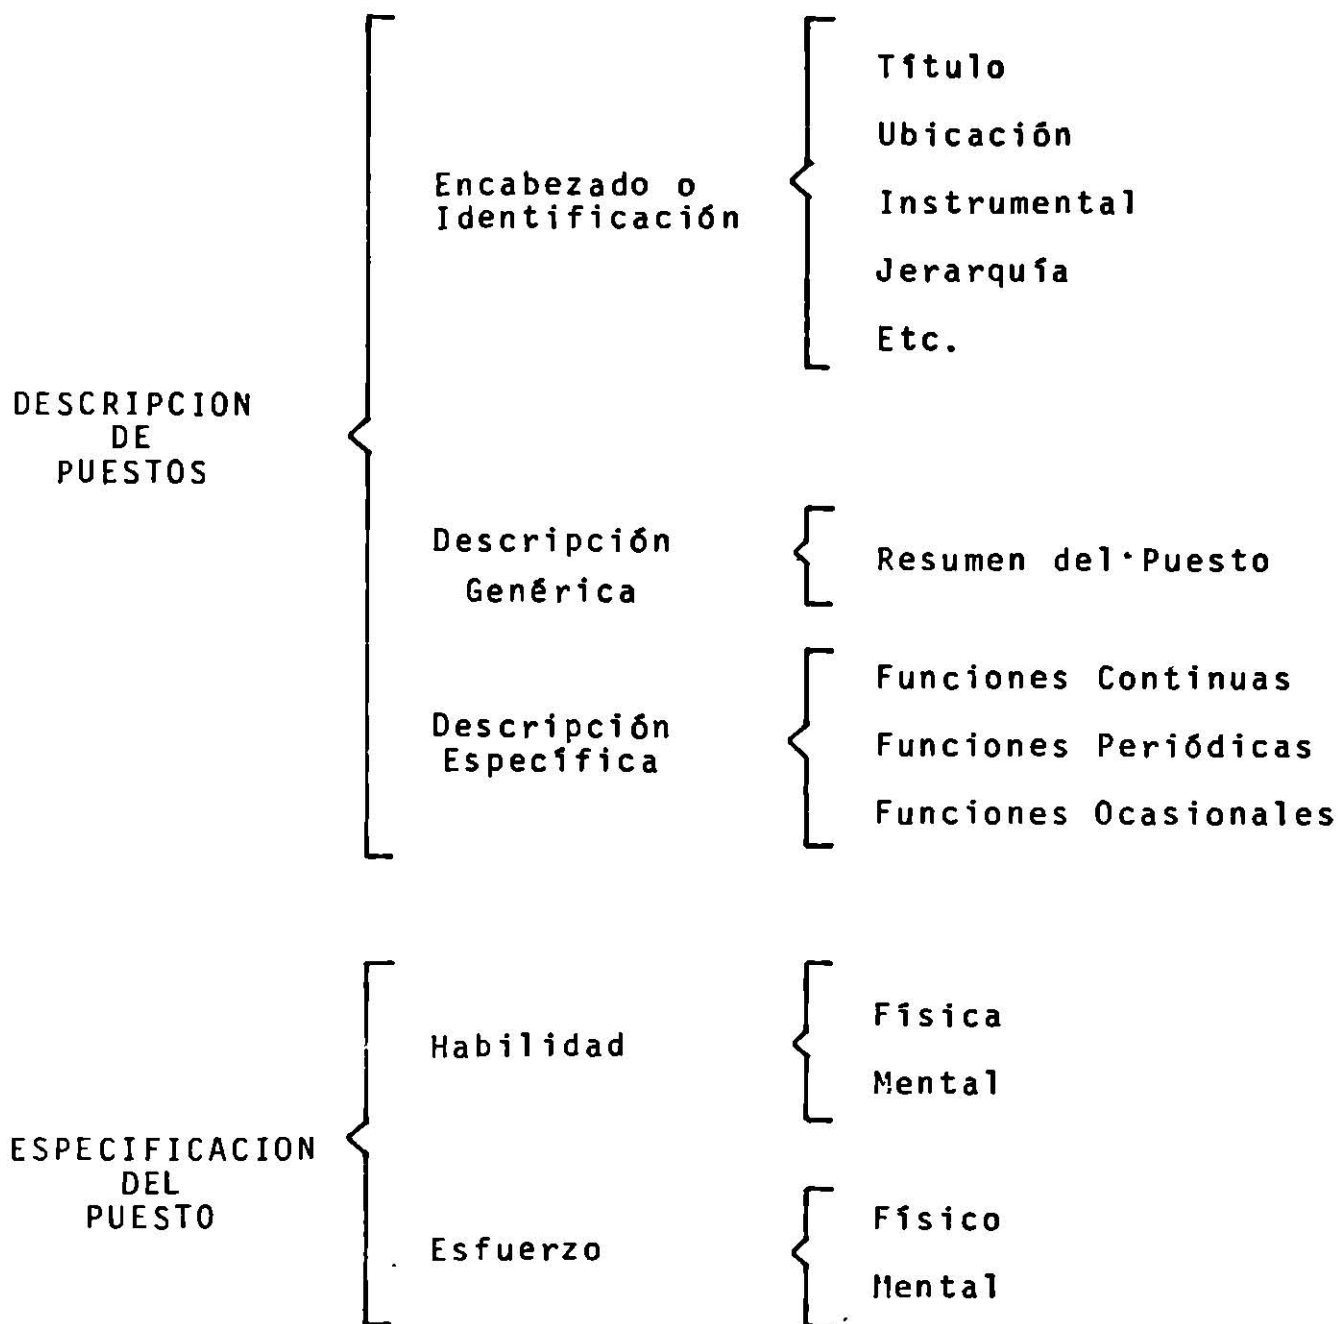 DESCRIPCION
DE
PUESTOS
Encabezado o
Identificación
Título
Ubicación
Instrumental
Jerarquía
Etc.
Descripción
Genérica
Resumen del Puesto
Descripción
Específica
Funciones Continuas
Funciones Periódicas
Funciones Ocasionales
ESPECIFICACION
DEL
PUESTO
Habilidad
Física
Mental
Esfuerzo
Físico
Mental